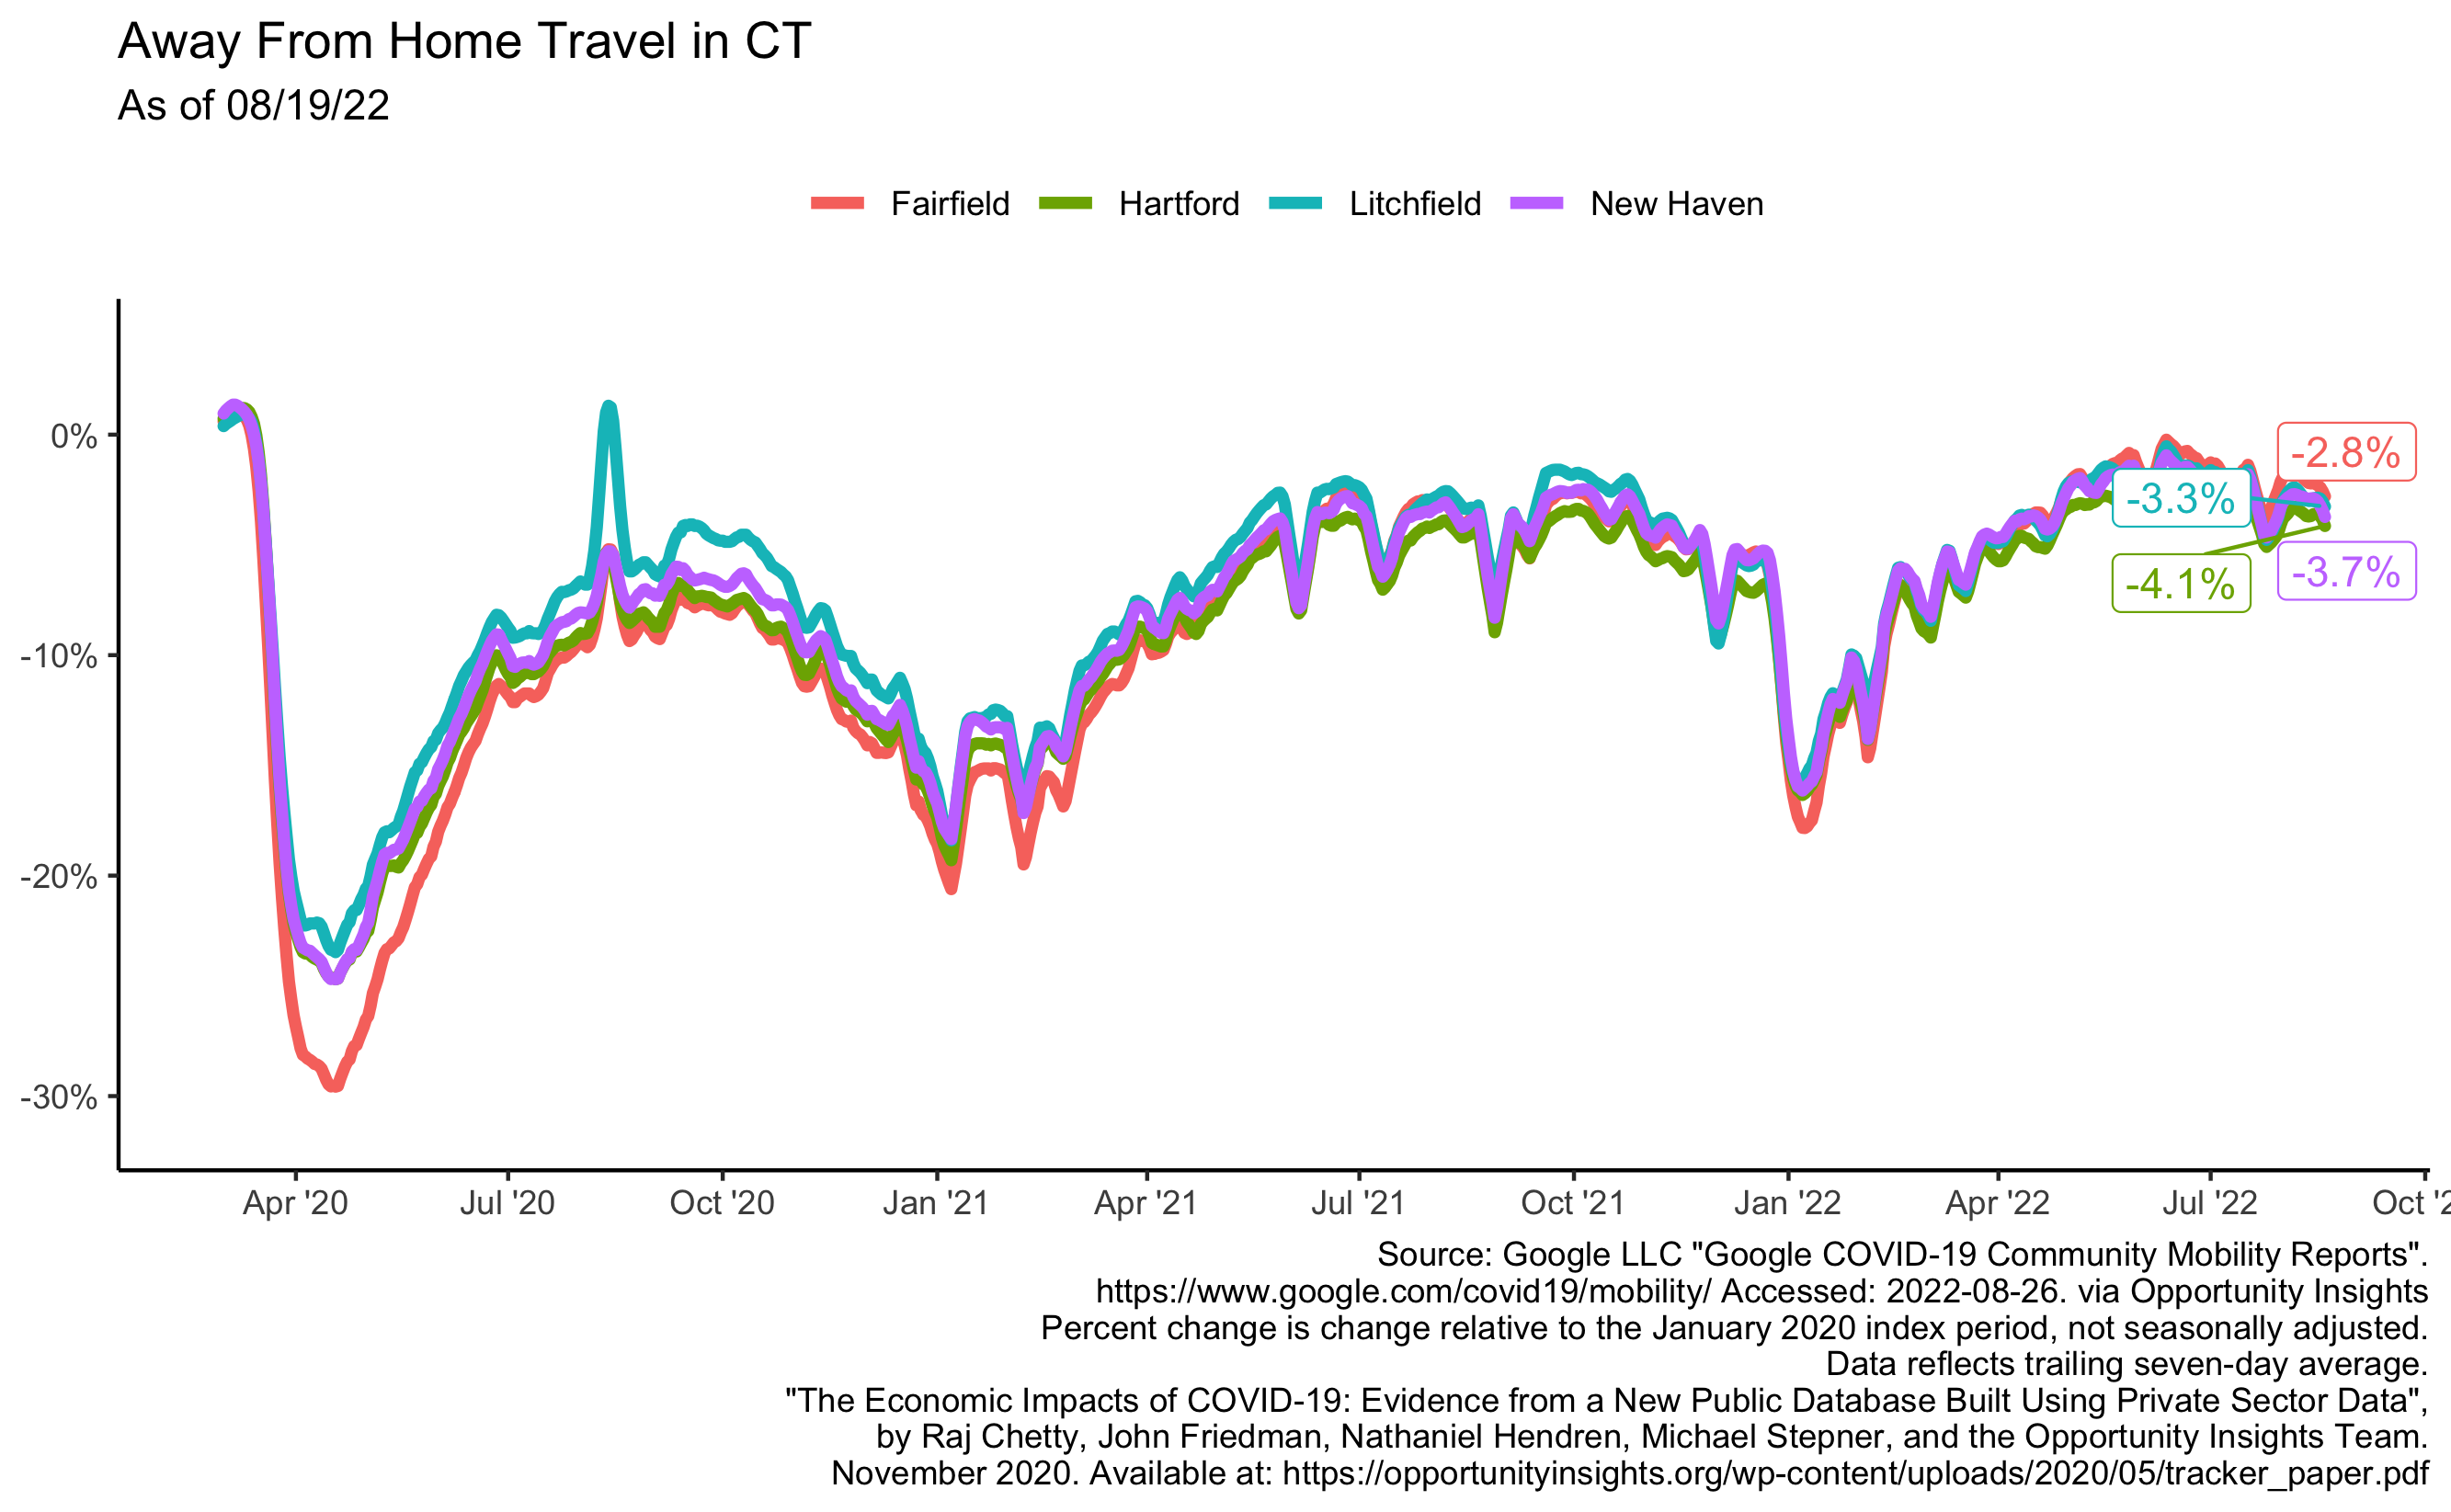 Away From Home Travel in CT
As of 08/19/22
Fairfield Hartford Litchfield New Haven
0%
-10%
-20%
-30%
-2.8%
-3.3%
-3.7%
-4.1%
Apr '20 Jul '20 Oct '20 Jan '21 Apr '21 Jul '21 Oct '21 Jan '22 Apr '22 Jul '22 Oct '2
Source: Google LLC "Google COVID-19 Community Mobility Reports".
https://www.google.com/covid19/mobility/ Accessed: 2022-08-26. via Opportunity Insights
Percent change is change relative to the January 2020 index period, not seasonally adjusted.
Data reflects trailing seven-day average.
"The Economic Impacts of COVID-19: Evidence from a New Public Database Built Using Private Sector Data",
by Raj Chetty, John Friedman, Nathaniel Hendren, Michael Stepner, and the Opportunity Insights Team.
November 2020. Available at: https://opportunityinsights.org/wp-content/uploads/2020/05/tracker_paper.pdf